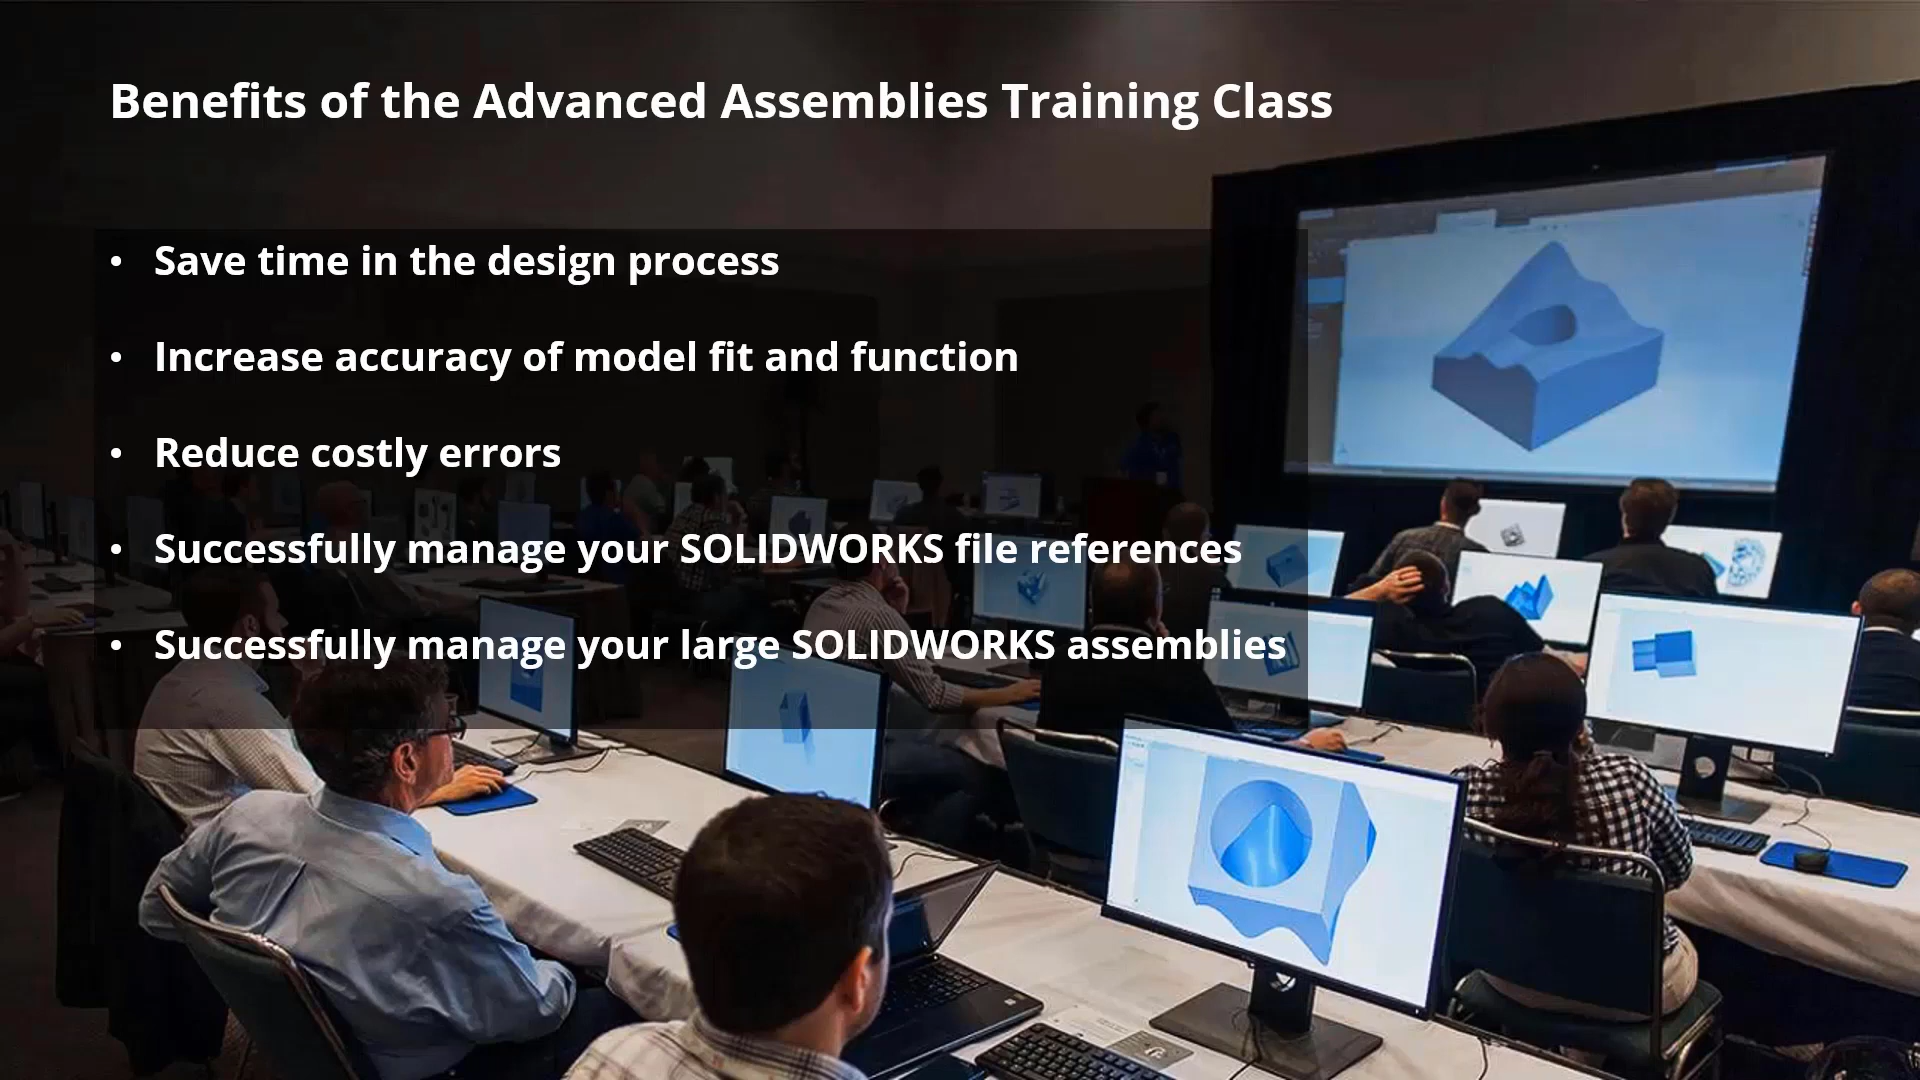 Benefits of the Advanced Assemblies Training Class
• Save time in the design process
• Increase accuracy of model fit and function
• Reduce costly errors
• Successfully manage your SOLIDWORKS file references
• Successfully manage your large SOLIDWORKS assemblies